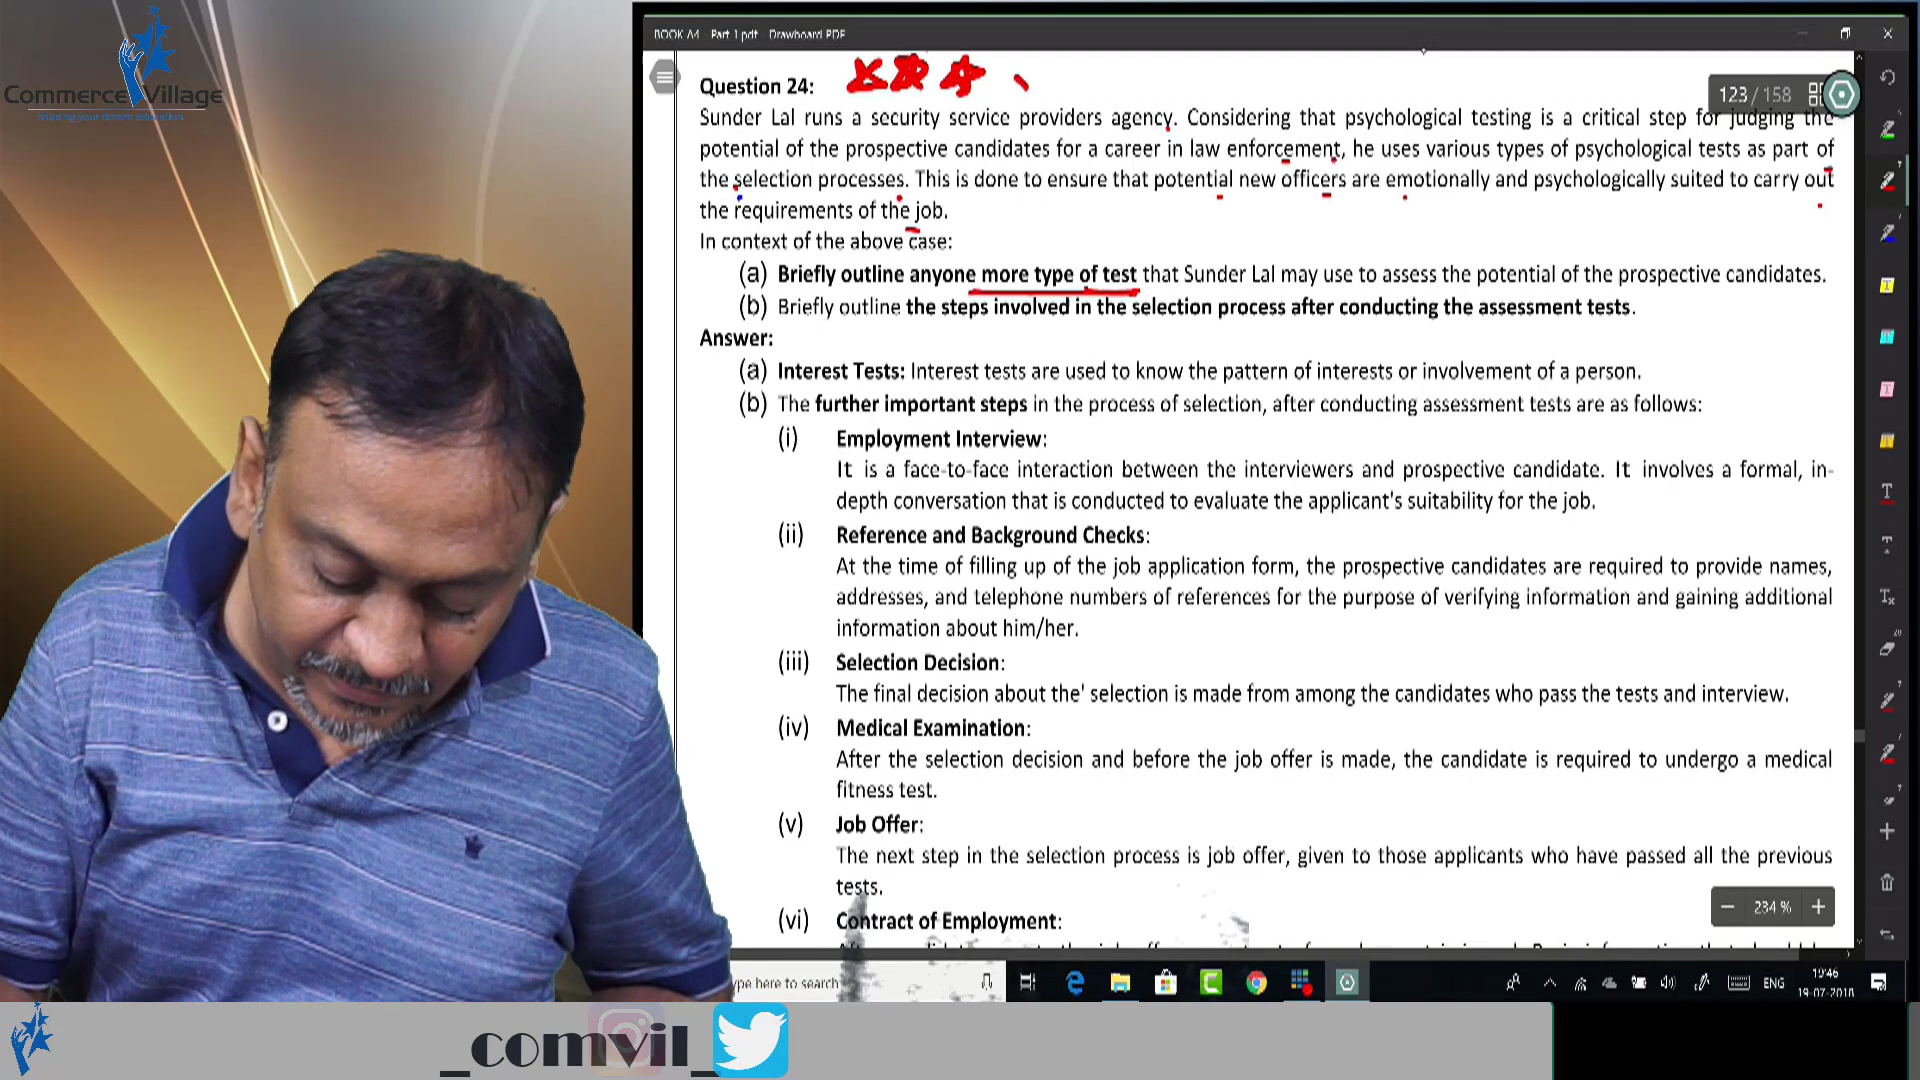 Commerce Village
BOOK A4 - Part 1.pdf - Drawboard PDF
123 / 158
Question 24:
Sunder Lal runs a security service providers agency. Considering that psychological testing is a critical step for judging the
potential of the prospective candidates for a career in law enforcement, he uses various types of psychological tests as part of
the selection processes. This is done to ensure that potential new officers are emotionally and psychologically suited to carry out
the requirements of the job.
In context of the above case:
(a) Briefly outline anyone more type of test that Sunder Lal may use to assess the potential of the prospective candidates.
(b) Briefly outline the steps involved in the selection process after conducting the assessment tests.
Answer:
(a) Interest Tests: Interest tests are used to know the pattern of interests or involvement of a person.
(b) The further important steps in the process of selection, after conducting assessment tests are as follows:
(i) Employment Interview:
It is a face-to-face interaction between the interviewers and prospective candidate. It involves a formal, in-
depth conversation that is conducted to evaluate the applicant's suitability for the job.
(ii) Reference and Background Checks:
At the time of filling up of the job application form, the prospective candidates are required to provide names,
addresses, and telephone numbers of references for the purpose of verifying information and gaining additional
information about him/her.
(iii) Selection Decision:
The final decision about the' selection is made from among the candidates who pass the tests and interview.
(iv) Medical Examination:
After the selection decision and before the job offer is made, the candidate is required to undergo a medical
fitness test.
(v) Job Offer:
The next step in the selection process is job offer, given to those applicants who have passed all the previous
tests.
(vi) Contract of Employment:
234 %
ype here to search
ENG
19:46
19-07-2018
_comvil_